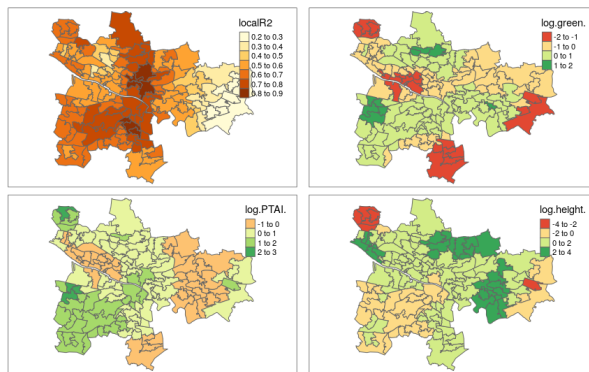 localR2
0.2 to 0.3
0.3 to 0.4
0.4 to 0.5
0.5 to 0.6
0.6 to 0.7
0.7 to 0.8
0.8 to 0.9
log.green.
-2 to -1
-1 to 0
0 to 1
1 to 2
log.PTAI.
-1 to 0
0 to 1
1 to 2
2 to 3
log.height.
-4 to -2
-2 to 0
0 to 2
2 to 4